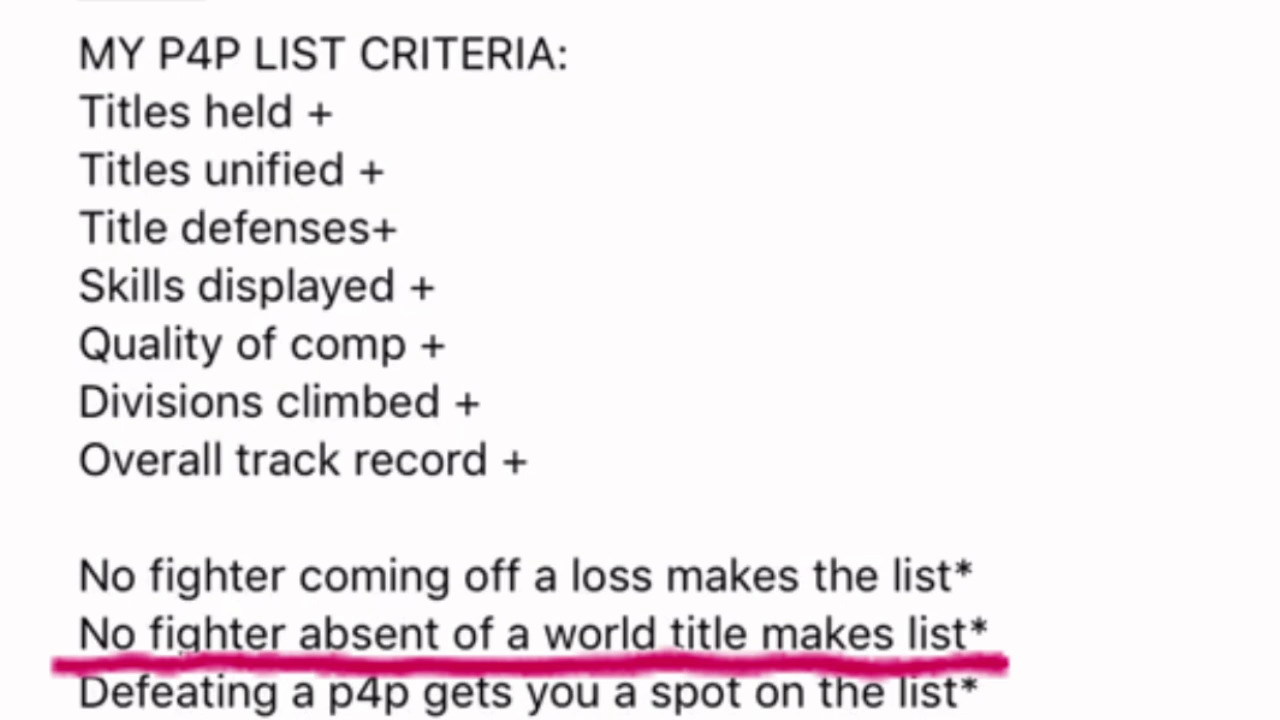 MY P4P LIST CRITERIA:
Titles held +
Titles unified +
Title defenses+
Skills displayed +
Quality of comp +
Divisions climbed +
Overall track record +
No fighter coming off a loss makes the list*
No fighter absent of a world title makes list*
Defeating a p4p gets you a spot on the list*